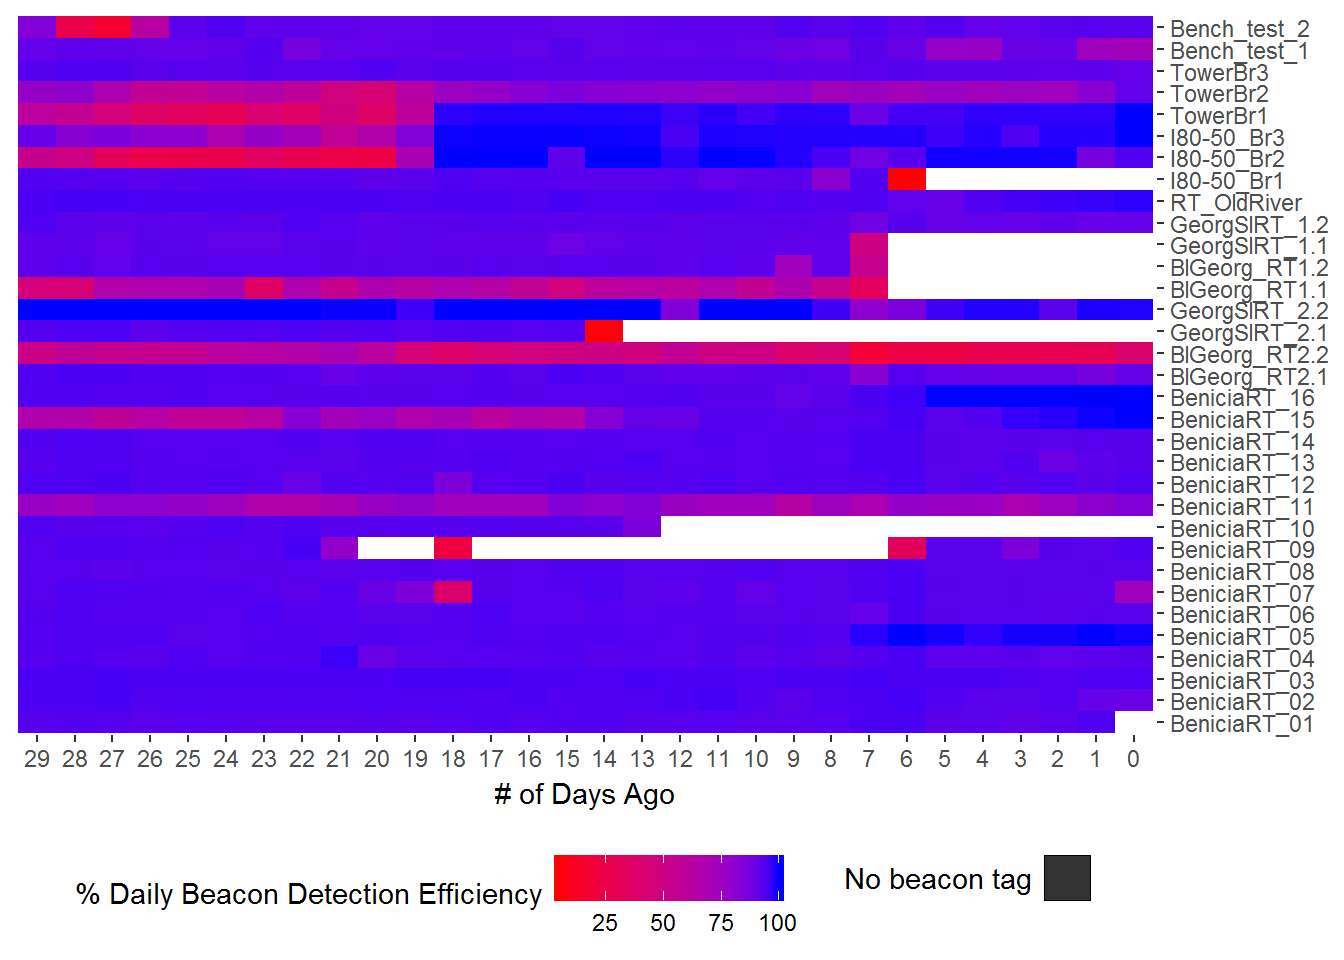 Bench_test_2
Bench_test_1
TowerBr3
TowerBr2
TowerBr1
I80-50_Br3
I80-50_Br2
I80-50_Br1
RT_OldRiver
GeorgSlRT_1.2
GeorgSlRT_1.1
BlGeorg_RT1.2
BlGeorg_RT1.1
GeorgSlRT_2.2
GeorgSlRT_2.1
BlGeorg_RT2.2
BlGeorg_RT2.1
BeniciaRT_16
BeniciaRT_15
BeniciaRT_14
BeniciaRT_13
BeniciaRT_12
BeniciaRT_11
BeniciaRT_10
BeniciaRT_09
BeniciaRT_08
BeniciaRT_07
BeniciaRT_06
BeniciaRT_05
BeniciaRT_04
BeniciaRT_03
BeniciaRT_02
BeniciaRT_01
29 28 27 26 25 24 23 22 21 20 19 18 17 16 15 14 13 12 11 10 9 8 7 6 5 4 3 2 1 0
# of Days Ago
% Daily Beacon Detection Efficiency
25 50 75 100
No beacon tag